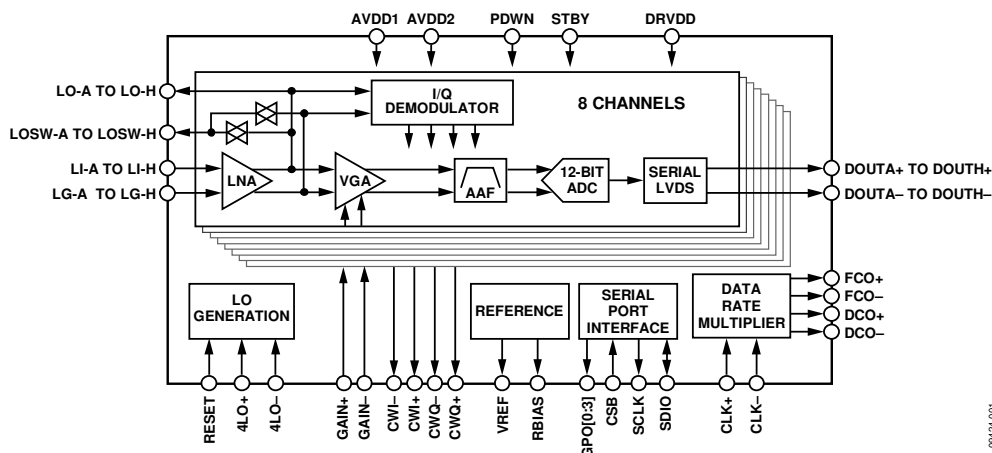 AVDD1 AVDD2 PDWN STBY DRVDD
LO-A TO LO-H
LOSW-A TO LOSW-H
LI-A TO LI-H
LG-A TO LG-H
I/Q
DEMODULATOR
8 CHANNELS
LNA
VGA
AAF
12-BIT
ADC
SERIAL
LVDS
DOUTA+ TO DOUTH+
DOUTA– TO DOUTH–
LO
GENERATION
REFERENCE
SERIAL
PORT
INTERFACE
DATA
RATE
MULTIPLIER
FCO+
FCO–
DCO+
DCO–
RESET
4LO+
4LO–
GAIN+
GAIN–
CWI–
CWI+
CWQ–
CWQ+
VREF
RBIAS
GPO[0:3]
CSB
SCLK
SDIO
CLK+
CLK–